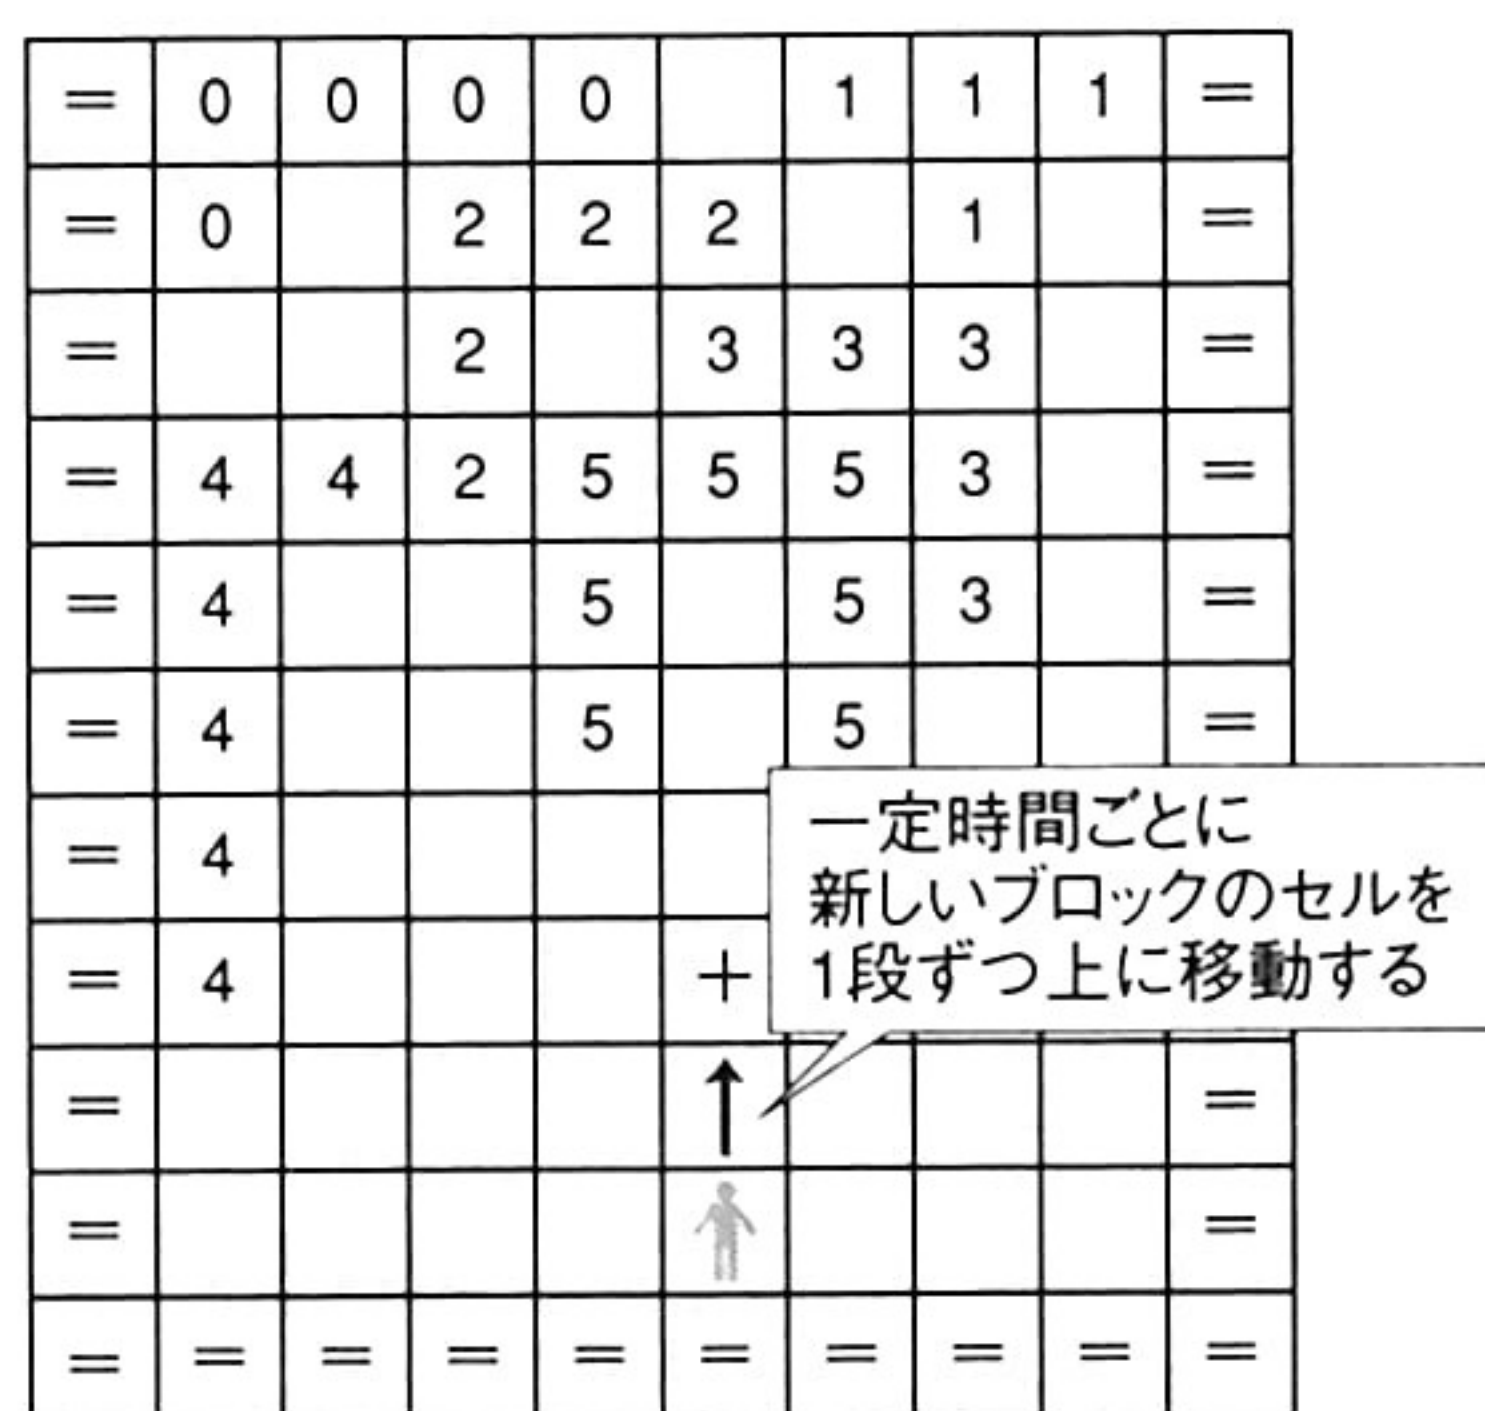 = 0 0 0 0 1 1 1 =
= 0 2 2 2 1 =
= 2 3 3 3 =
= 4 4 2 5 5 5 3 =
= 4 5 5 3 =
= 4 5 5 =
= 4
= 4 +
一定時間ごとに
新しいブロックのセルを
1段ずつ上に移動する
= ↑ =
= =
= = = = = = = = = =